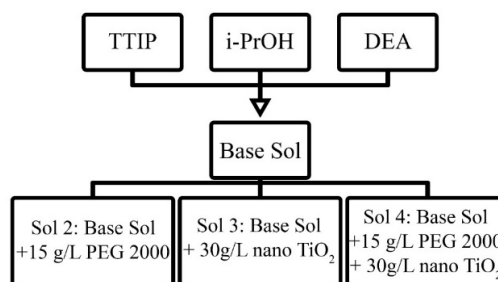 TTIP
i-PrOH
DEA
Base Sol
Sol 2: Base Sol
+15 g/L PEG 2000
Sol 3: Base Sol
+ 30g/L nano TiO₂
Sol 4: Base Sol
+15 g/L PEG 2000
+ 30g/L nano TiO₂